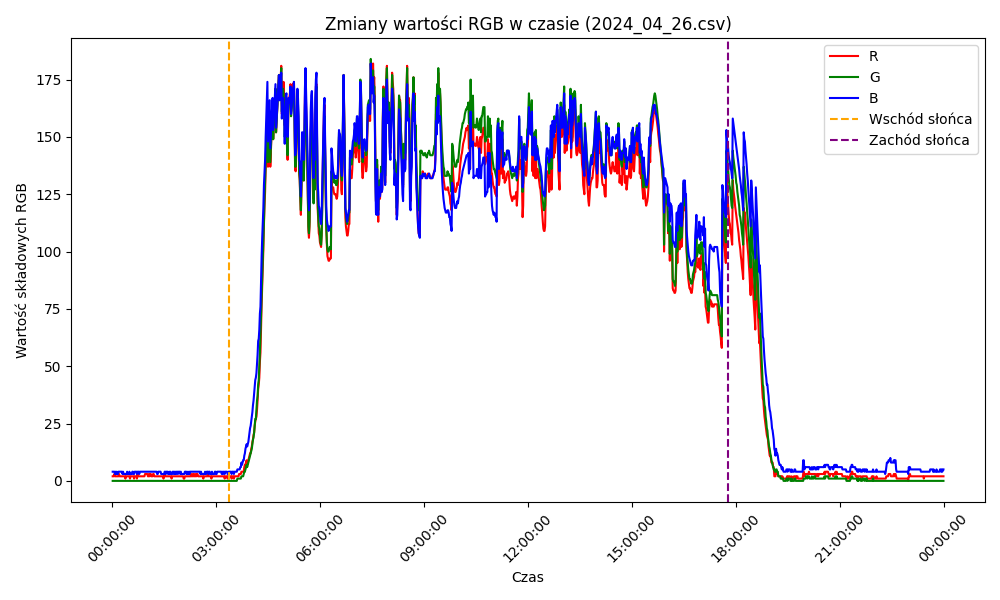 Zmiany wartości RGB w czasie (2024_04_26.csv)
Wartość składowych RGB
175
150
125
100
75
50
25
0
R
G
B
Wschód słońca
Zachód słońca
00:00:00
03:00:00
06:00:00
09:00:00
12:00:00
15:00:00
18:00:00
21:00:00
00:00:00
Czas